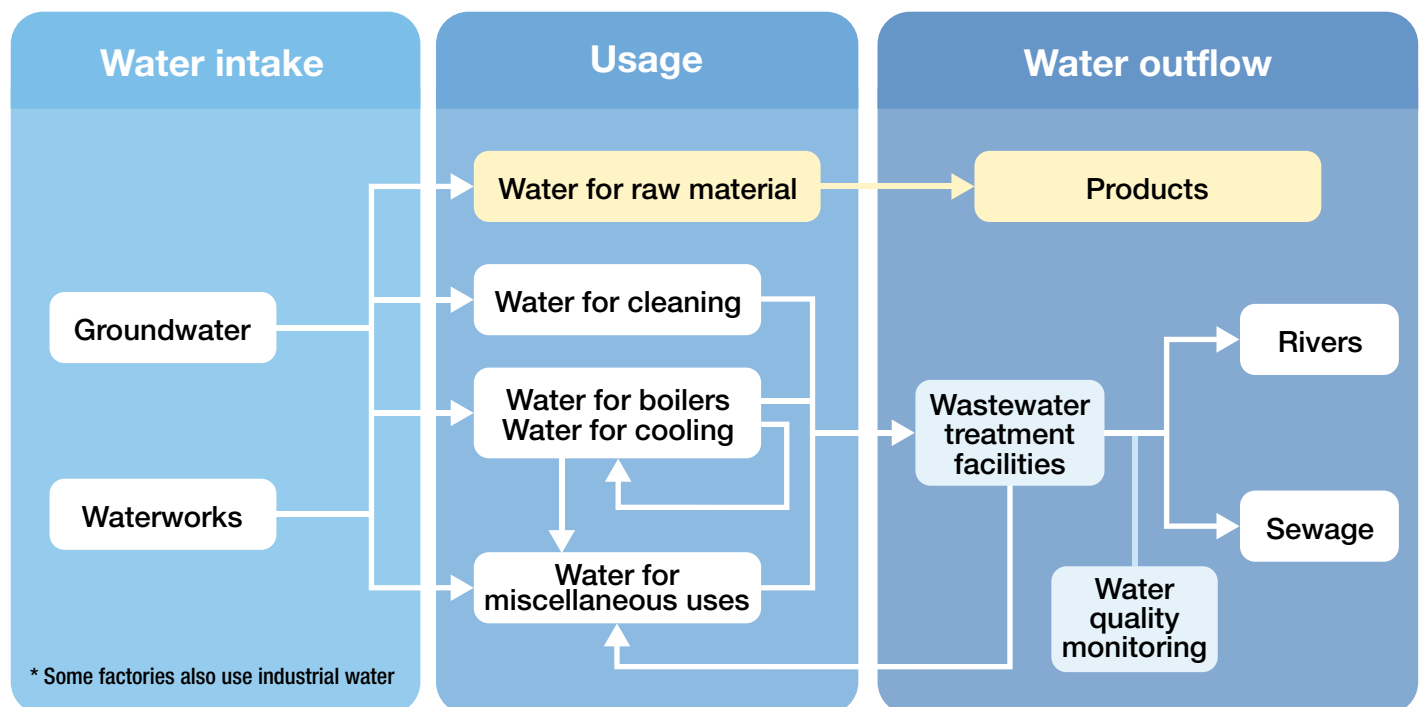 Water intake
Usage
Water outflow
Water for raw material
Products
Water for cleaning
Groundwater
Rivers
Water for boilers
Water for cooling
Wastewater
treatment
facilities
Waterworks
Sewage
Water for
miscellaneous uses
Water
quality
monitoring
* Some factories also use industrial water